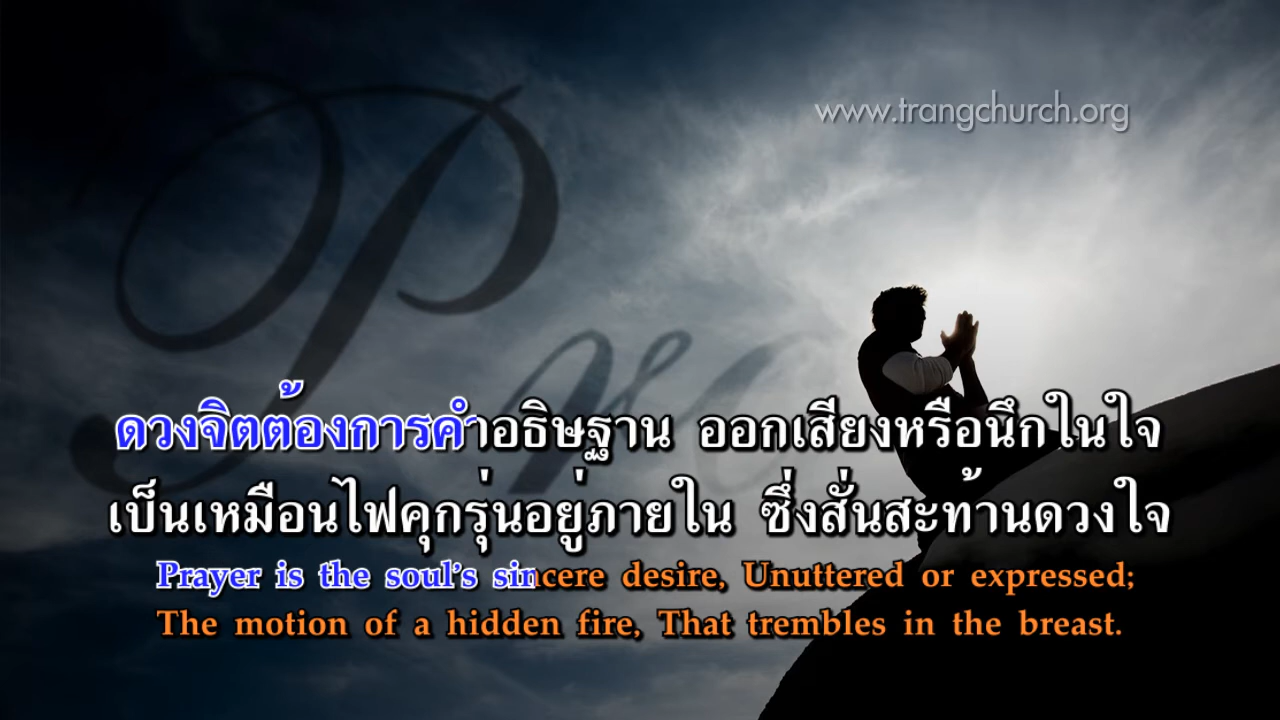 www.trangchurch.org
ดวงจิตต้องการคำอธิษฐาน ออกเสียงหรือนึกในใจ
เป็นเหมือนไฟคุกรุ่นอยู่ภายใน ซึ่งสั่นสะท้านดวงใจ
Prayer is the soul's sincere desire, Unuttered or expressed;
The motion of a hidden fire, That trembles in the breast.